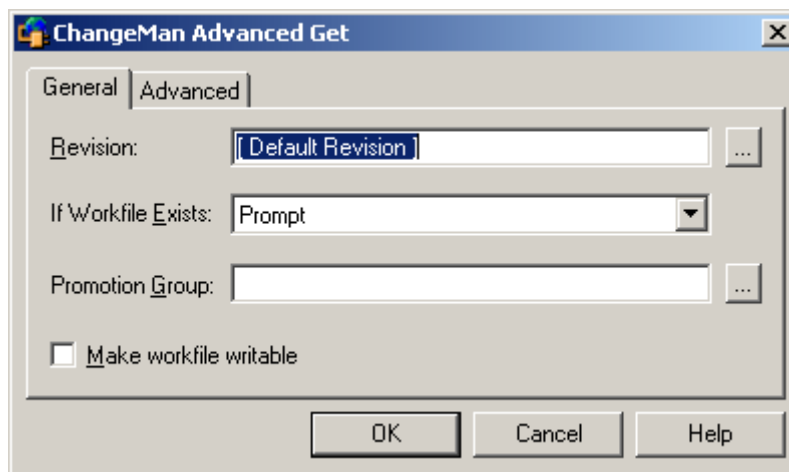 ChangeMan Advanced Get
General Advanced
Revision: [ Default Revision ] ...
If Workfile Exists: Prompt
Promotion Group: ...
Make workfile writable
OK Cancel Help